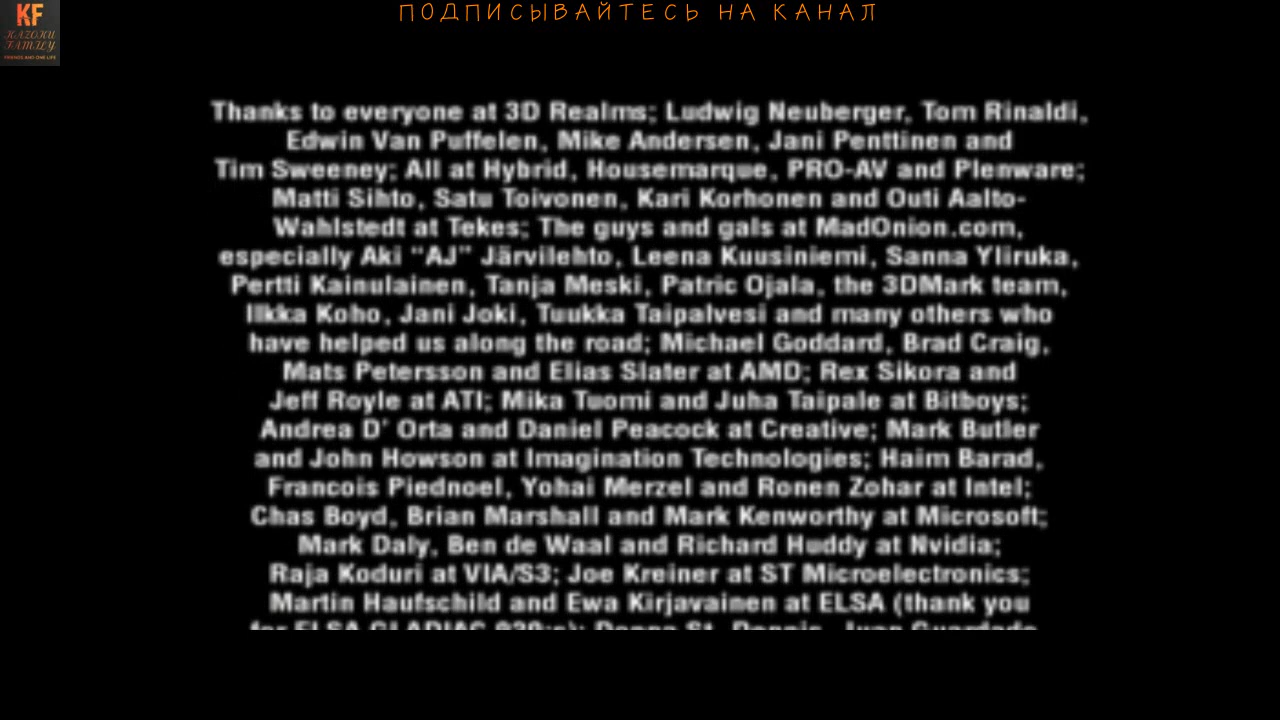 KF
KAZOKU
FAMILY
FRIENDS AND ONE LIFE
ПОДПИСЫВАЙТЕСЬ НА КАНАЛ
Thanks to everyone at 3D Realms; Ludwig Neuberger, Tom Rinaldi,
Edwin Van Puffelen, Mike Andersen, Jani Penttinen and
Tim Sweeney; All at Hybrid, Housemarque, PRO-AV and Plenware;
Matti Sihto, Satu Toivonen, Kari Korhonen and Outi Aalto-
Wahlstedt at Tekes; The guys and gals at MadOnion.com,
especially Aki "AJ" Järvilehto, Leena Kuusiniemi, Sanna Yliruka,
Pertti Kainulainen, Tanja Meski, Patric Ojala, the 3DMark team,
Ilkka Koho, Jani Joki, Tuukka Taipalvesi and many others who
have helped us along the road; Michael Goddard, Brad Craig,
Mats Petersson and Elias Slater at AMD; Rex Sikora and
Jeff Royle at ATI; Mika Tuomi and Juha Taipale at Bitboys;
Andrea D' Orta and Daniel Peacock at Creative; Mark Butler
and John Howson at Imagination Technologies; Haim Barad,
Francois Piednoel, Yohai Merzel and Ronen Zohar at Intel;
Chas Boyd, Brian Marshall and Mark Kenworthy at Microsoft;
Mark Daly, Ben de Waal and Richard Huddy at Nvidia;
Raja Koduri at VIA/S3; Joe Kreiner at ST Microelectronics;
Martin Haufschild and Ewa Kirjavainen at ELSA (thank you
for ELSA GLADIAC